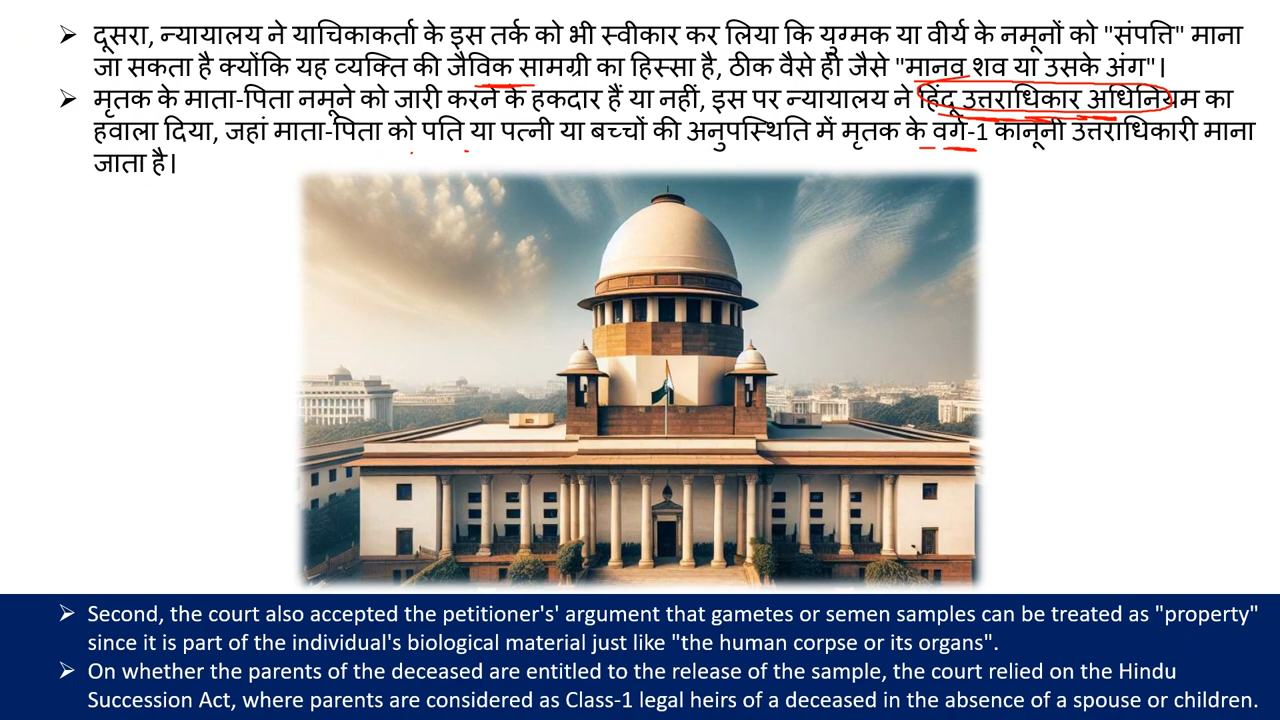 ➢ दूसरा, न्यायालय ने याचिकाकर्ता के इस तर्क को भी स्वीकार कर लिया कि युग्मक या वीर्य के नमूनों को "संपत्ति" माना
जा सकता है क्योंकि यह व्यक्ति की जैविक सामग्री का हिस्सा है, ठीक वैसे ही जैसे "मानव शव या उसके अंग"।
➢ मृतक के माता-पिता नमूने को जारी करने के हकदार हैं या नहीं, इस पर न्यायालय ने हिंदू उत्तराधिकार अधिनियम का
हवाला दिया, जहां माता-पिता को पति या पत्नी या बच्चों की अनुपस्थिति में मृतक के वर्ग-1 कानूनी उत्तराधिकारी माना
जाता है।
➢ Second, the court also accepted the petitioner's' argument that gametes or semen samples can be treated as "property"
since it is part of the individual's biological material just like "the human corpse or its organs".
➢ On whether the parents of the deceased are entitled to the release of the sample, the court relied on the Hindu
Succession Act, where parents are considered as Class-1 legal heirs of a deceased in the absence of a spouse or children.